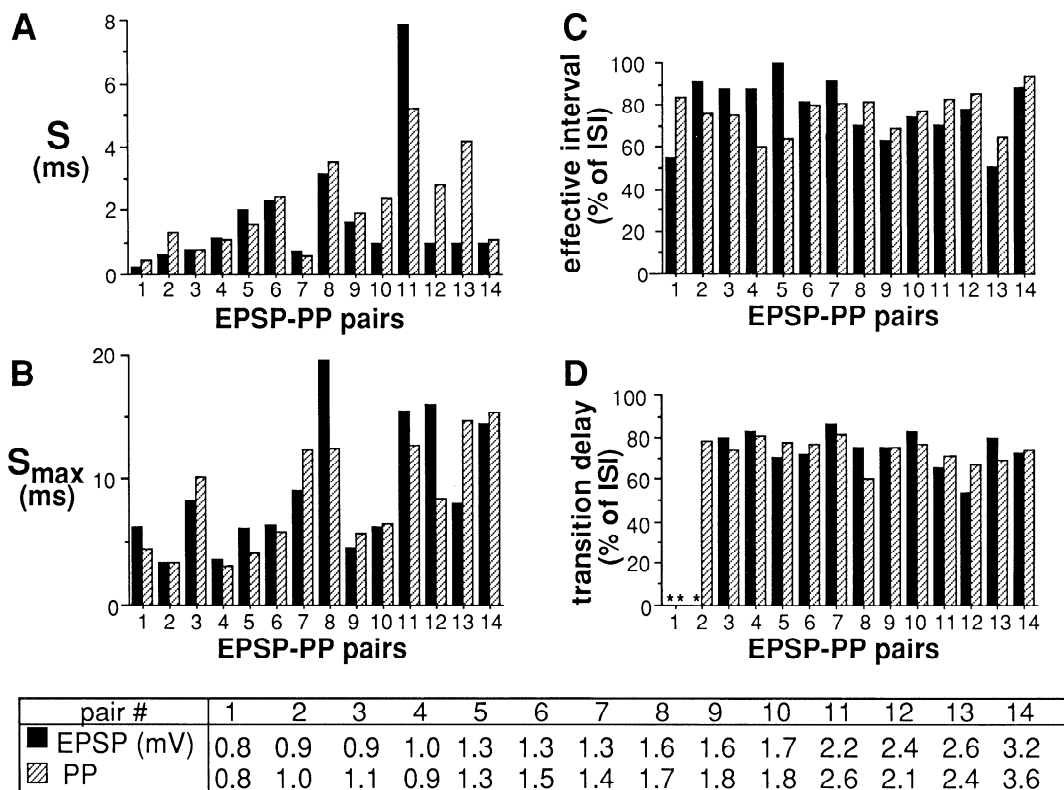 A
8
6
4
2
0
S
(ms)
1 2 3 4 5 6 7 8 9 10 11 12 13 14
EPSP-PP pairs
C
100
80
60
40
20
0
effective interval
(% of ISI)
1 2 3 4 5 6 7 8 9 10 11 12 13 14
EPSP-PP pairs
B
20
10
0
Smax
(ms)
1 2 3 4 5 6 7 8 9 10 11 12 13 14
EPSP-PP pairs
D
100
80
60
40
20
0
transition delay
(% of ISI)
** *
1 2 3 4 5 6 7 8 9 10 11 12 13 14
EPSP-PP pairs
pair # 1 2 3 4 5 6 7 8 9 10 11 12 13 14
EPSP (mV) 0.8 0.9 0.9 1.0 1.3 1.3 1.3 1.6 1.6 1.7 2.2 2.4 2.6 3.2
PP 0.8 1.0 1.1 0.9 1.3 1.5 1.4 1.7 1.8 1.8 2.6 2.1 2.4 3.6